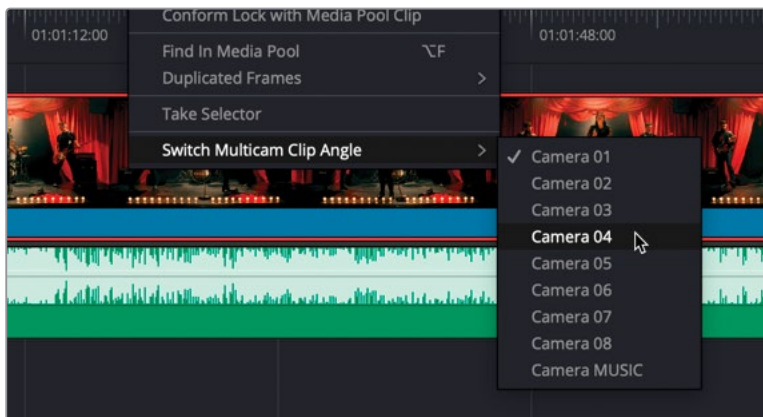 Conform Lock with Media Pool Clip
01:01:12:00
01:01:48:00
Find In Media Pool ⌥F
Duplicated Frames >
Take Selector
Switch Multicam Clip Angle >
✓ Camera 01
Camera 02
Camera 03
Camera 04
Camera 05
Camera 06
Camera 07
Camera 08
Camera MUSIC